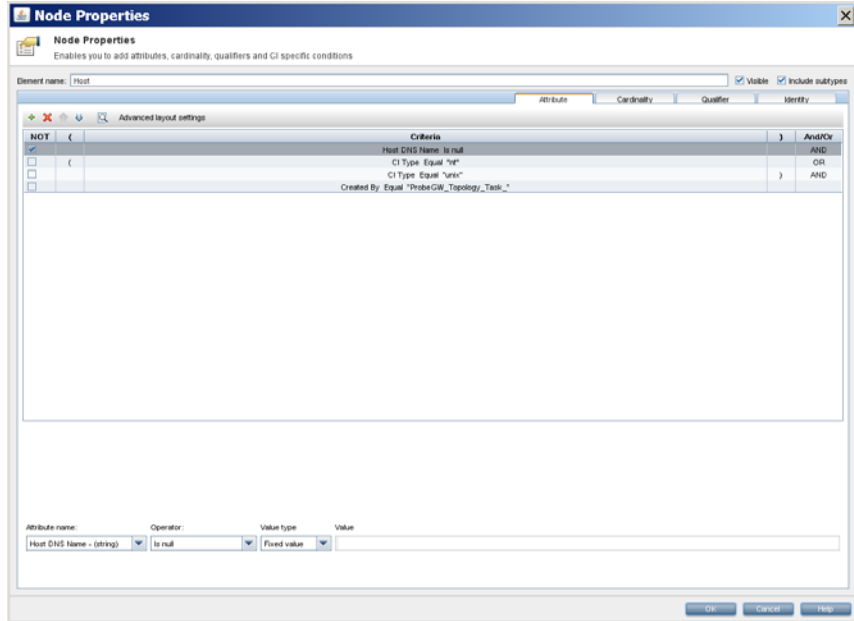 Node Properties
Node Properties
Enables you to add attributes, cardinality, qualifiers and CI specific conditions
Element name: Host Visible Include subtypes
Attribute Cardinality Qualifier Identity
Advanced layout settings
NOT ( Criteria ) And/Or
Host DNS Name Is null AND
( CI Type Equal "nt" OR
CI Type Equal "unix" ) AND
Created By Equal "ProbeGW_Topology_Task_"
Attribute name: Operator: Value type Value
Host DNS Name - (string) Is null Fixed value
OK Cancel Help